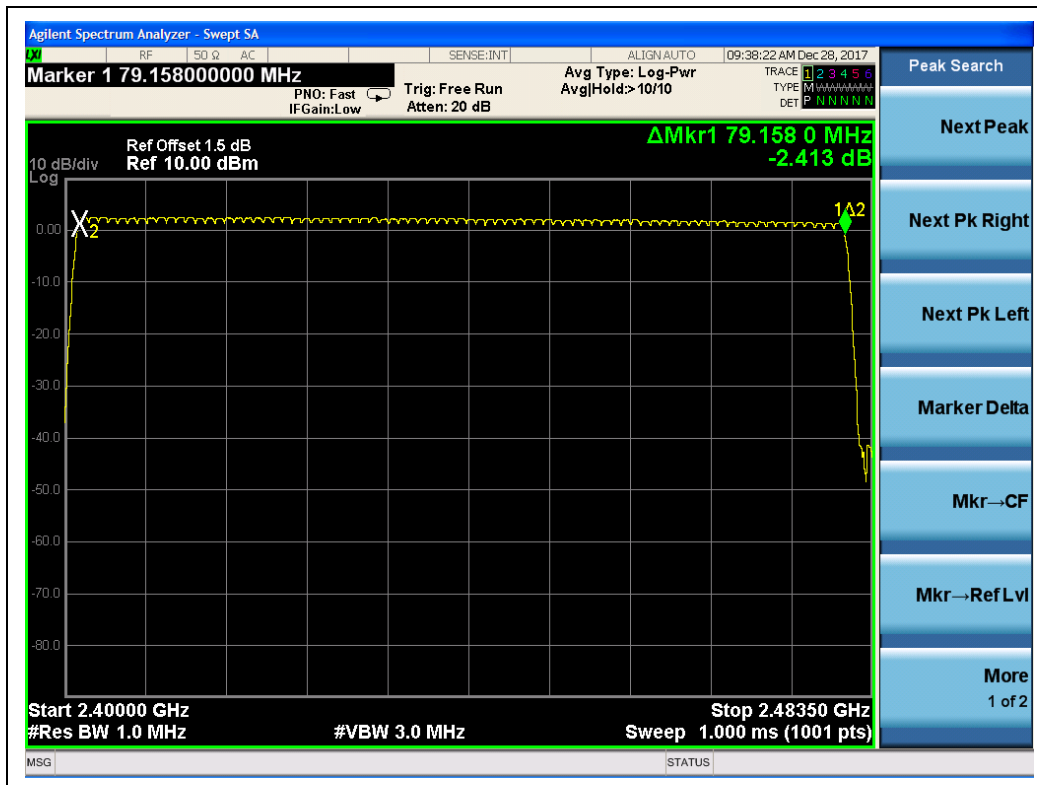 Agilent Spectrum Analyzer - Swept SA
LXI RF 50 Ω AC SENSE:INT ALIGN AUTO 09:38:22 AM Dec 28, 2017
Marker 1 79.158000000 MHz
PNO: Fast
IFGain:Low
Trig: Free Run
Atten: 20 dB
Avg Type: Log-Pwr
Avg|Hold:>10/10
TRACE 1 2 3 4 5 6
TYPE M WWWWW
DET P N N N N N
ΔMkr1 79.158 0 MHz
-2.413 dB
Ref Offset 1.5 dB
Ref 10.00 dBm
10 dB/div
Log
0.00
-10.0
-20.0
-30.0
-40.0
-50.0
-60.0
-70.0
-80.0
X2
1Δ2
Start 2.40000 GHz
Stop 2.48350 GHz
#Res BW 1.0 MHz
#VBW 3.0 MHz
Sweep 1.000 ms (1001 pts)
MSG
STATUS
Peak Search
Next Peak
Next Pk Right
Next Pk Left
Marker Delta
Mkr→CF
Mkr→Ref Lvl
More
1 of 2